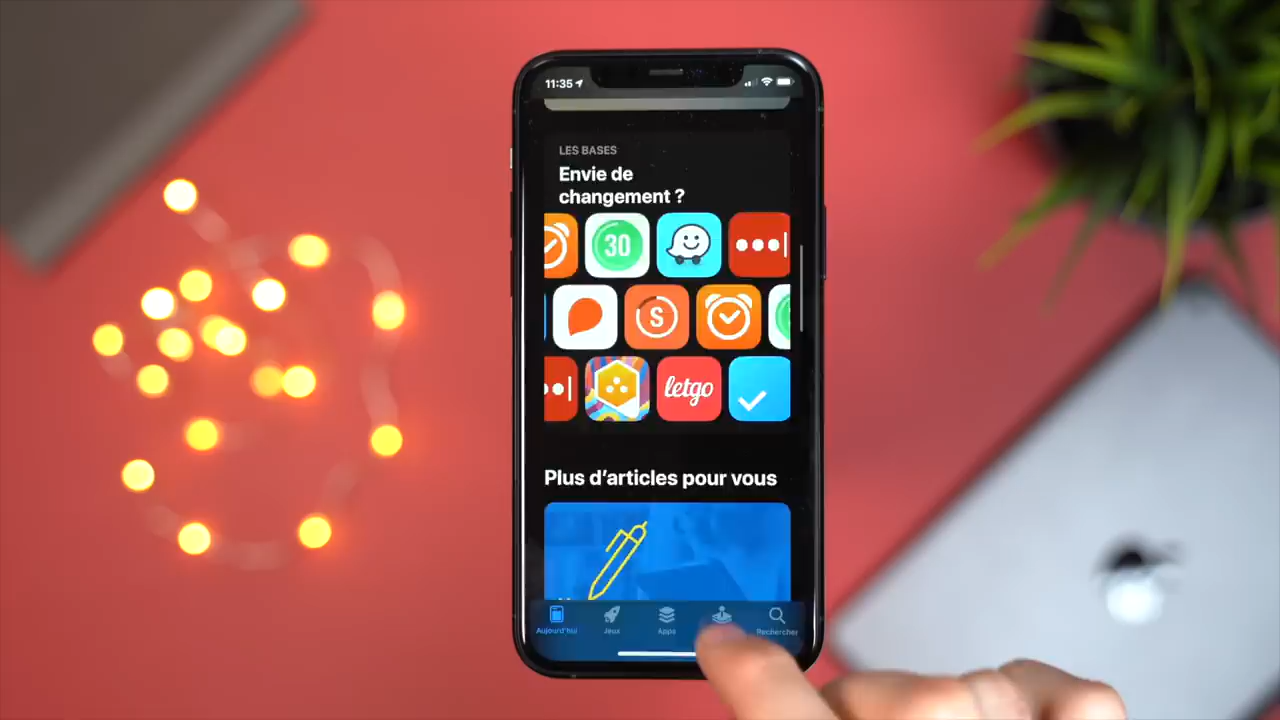 11:35
LES BASES
Envie de
changement ?
30
S
letgo
Plus d'articles pour vous
Aujourd'hui
Jeux
Apps
Rechercher